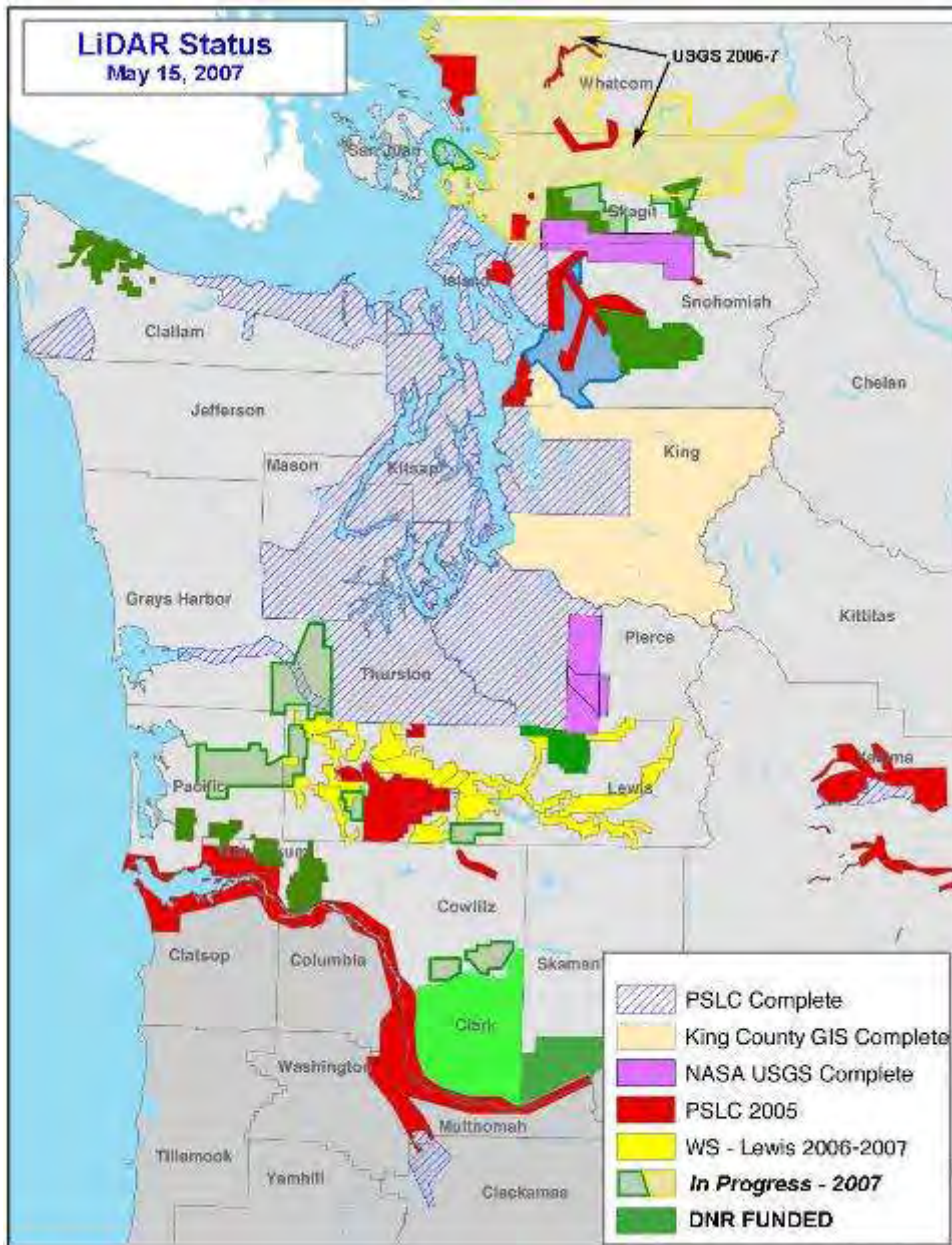 LiDAR Status
May 15, 2007
USGS 2006-7
Whatcom
San Juan
Skagit
Island
Snohomish
Clallam
Chelan
Jefferson
King
Mason
Kitsap
Grays Harbor
Kittitas
Pierce
Thurston
Pacific
Lewis
Cowlitz
Clatsop
Columbia
Skaman
Clark
Washington
Multnomah
Tillamook
Yamhill
Clackamas
PSLC Complete
King County GIS Complete
NASA USGS Complete
PSLC 2005
WS - Lewis 2006-2007
In Progress - 2007
DNR FUNDED